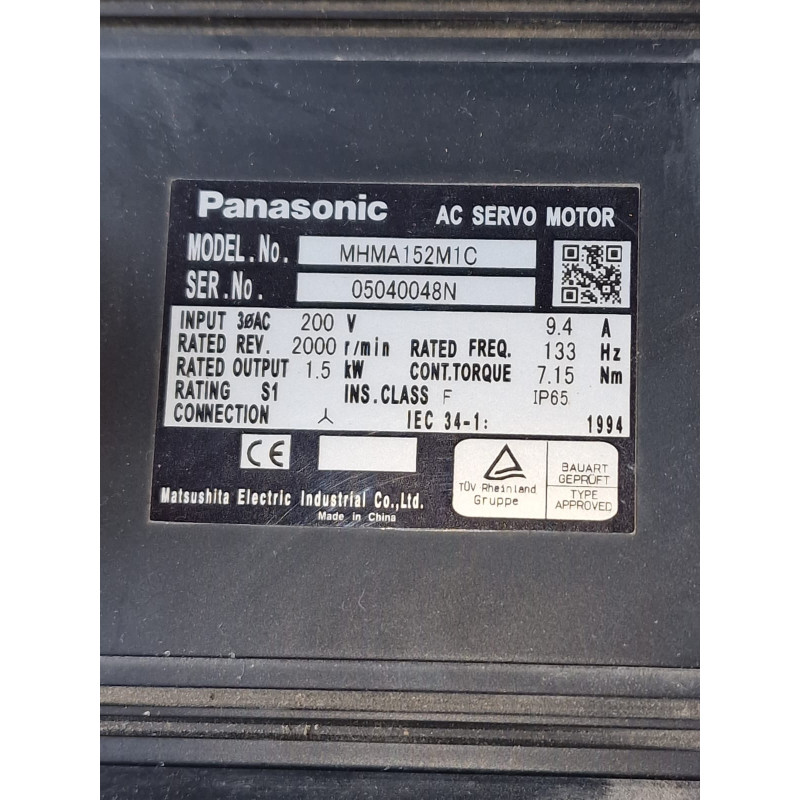 Panasonic AC SERVO MOTOR
MODEL.No. MHMA152M1C
SER.No. 05040048N
INPUT 3øAC 200 V 9.4 A
RATED REV. 2000 r/min RATED FREQ. 133 Hz
RATED OUTPUT 1.5 kW CONT.TORQUE 7.15 Nm
RATING S1 INS.CLASS F IP65
CONNECTION IEC 34-1: 1994
CE
TÜV Rheinland
Gruppe
BAUART
GEPRÜFT
TYPE
APPROVED
Matsushita Electric Industrial Co.,Ltd.
Made in China